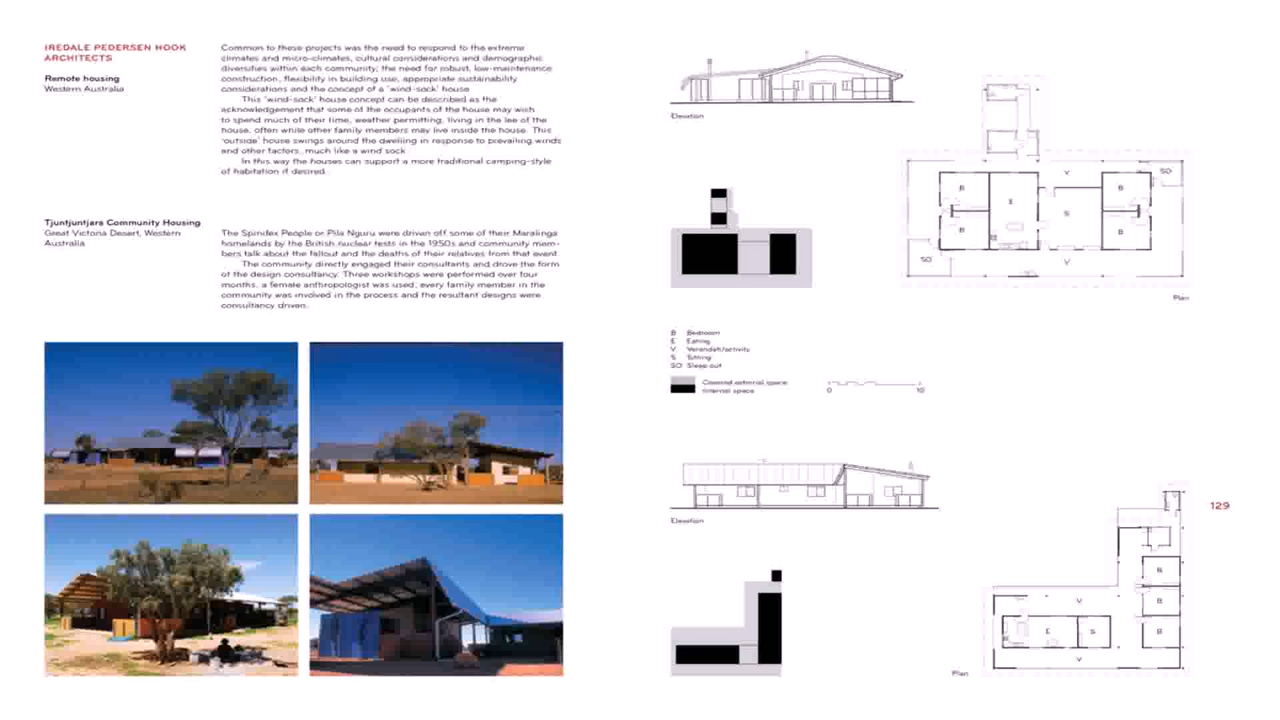 IREDALE PEDERSEN HOOK
ARCHITECTS
Remote housing
Western Australia
Common to these projects was the need to respond to the extreme
climates and micro-climates, cultural considerations and demographic
diversities within each community; the need for robust, low-maintenance
construction, flexibility in building use, appropriate sustainability
considerations and the concept of a 'wind-sock' house
This 'wind-sock' house concept can be described as the
acknowledgement that some of the occupants of the house may wish
to spend much of their time, weather permitting, living in the lee of the
house, often while other family members may live inside the house. This
'outside' house swings around the dwelling in response to prevailing winds
and other factors, much like a wind sock
In this way the houses can support a more traditional camping-style
of habitation if desired.
Tjuntjuntjara Community Housing
Great Victoria Desert, Western
Australia
The Spinifex People or Pila Nguru were driven off some of their Maralinga
homelands by the British nuclear tests in the 1950s and community mem-
bers talk about the fallout and the deaths of their relatives from that event.
The community directly engaged their consultants and drove the form
of the design consultancy. Three workshops were performed over four
months, a female anthropologist was used, every family member in the
community was involved in the process and the resultant designs were
consultancy driven.
Elevation
V
SO
B
B
E
S
B
B
SO
V
Plan
B Bedroom
E Eating
V Verandah/activity
S Sitting
SO Sleep out
Covered external space
Internal space
0 10
Elevation
129
B
B
V
E
S
B
V
Plan